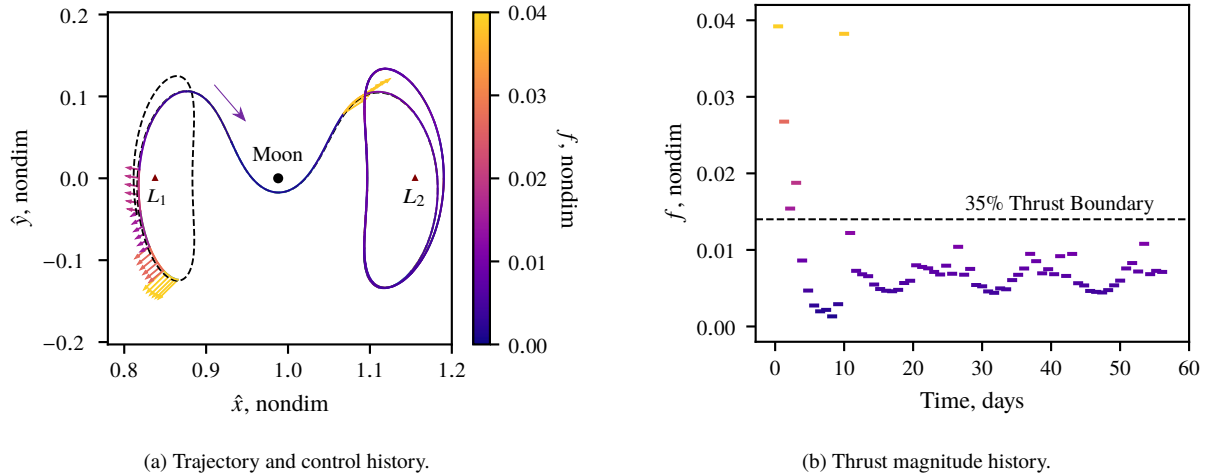 0.2
0.1
0.0
−0.1
−0.2
ŷ, nondim
0.8
0.9
1.0
1.1
1.2
x̂, nondim
Moon
L1
L2
0.04
0.03
0.02
0.01
0.00
f, nondim
(a) Trajectory and control history.
0.04
0.03
0.02
0.01
0.00
f, nondim
35% Thrust Boundary
0
10
20
30
40
50
60
Time, days
(b) Thrust magnitude history.